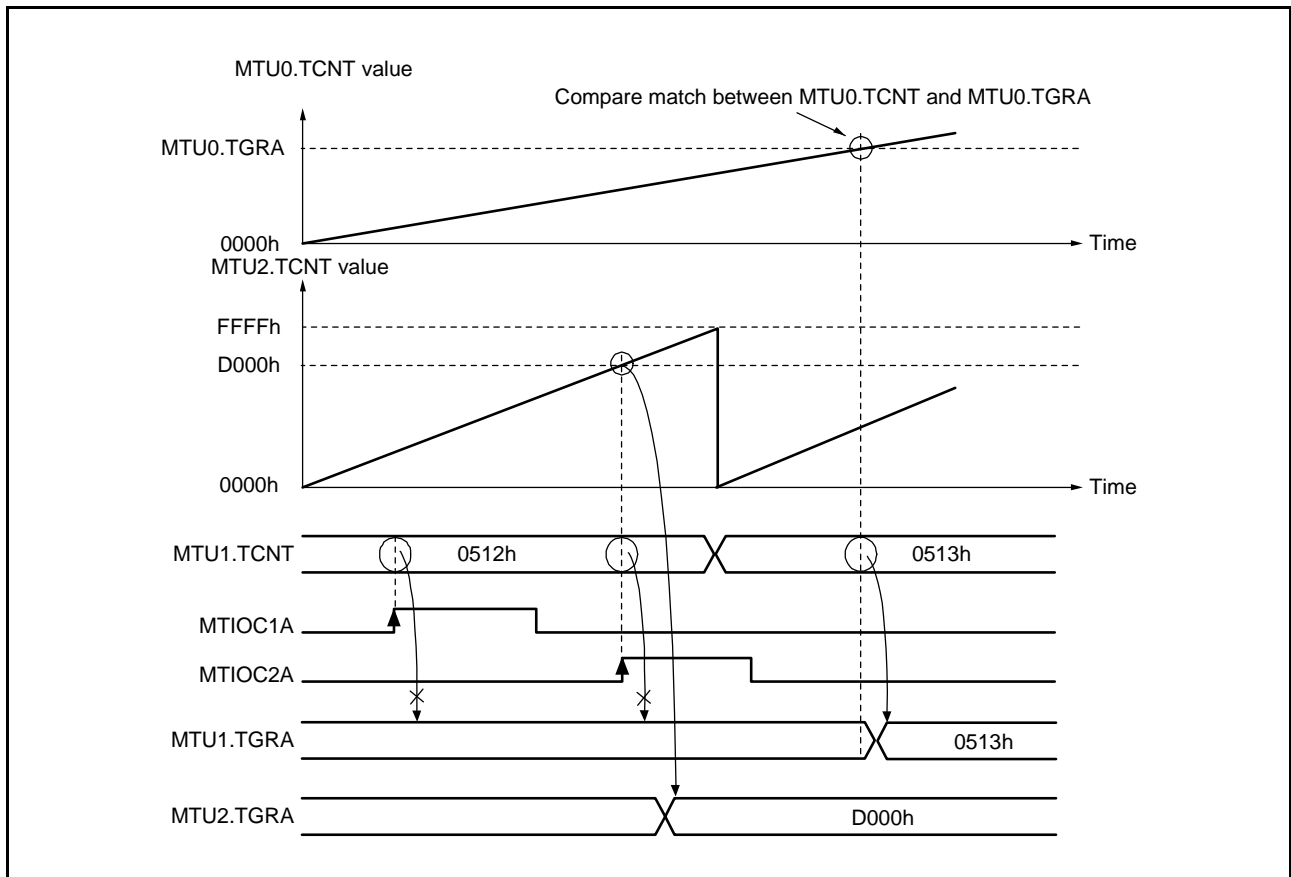 MTU0.TCNT value
Compare match between MTU0.TCNT and MTU0.TGRA
MTU0.TGRA
0000h
Time
MTU2.TCNT value
FFFFh
D000h
0000h
Time
MTU1.TCNT
0512h
0513h
MTIOC1A
MTIOC2A
MTU1.TGRA
0513h
MTU2.TGRA
D000h